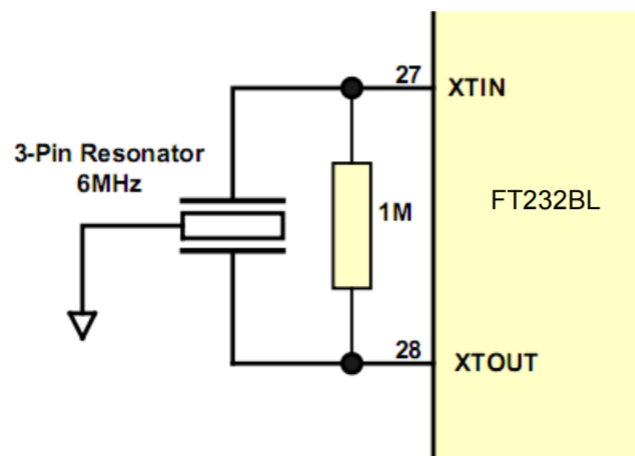 27
XTIN
3-Pin Resonator
6MHz
1M
FT232BL
28
XTOUT